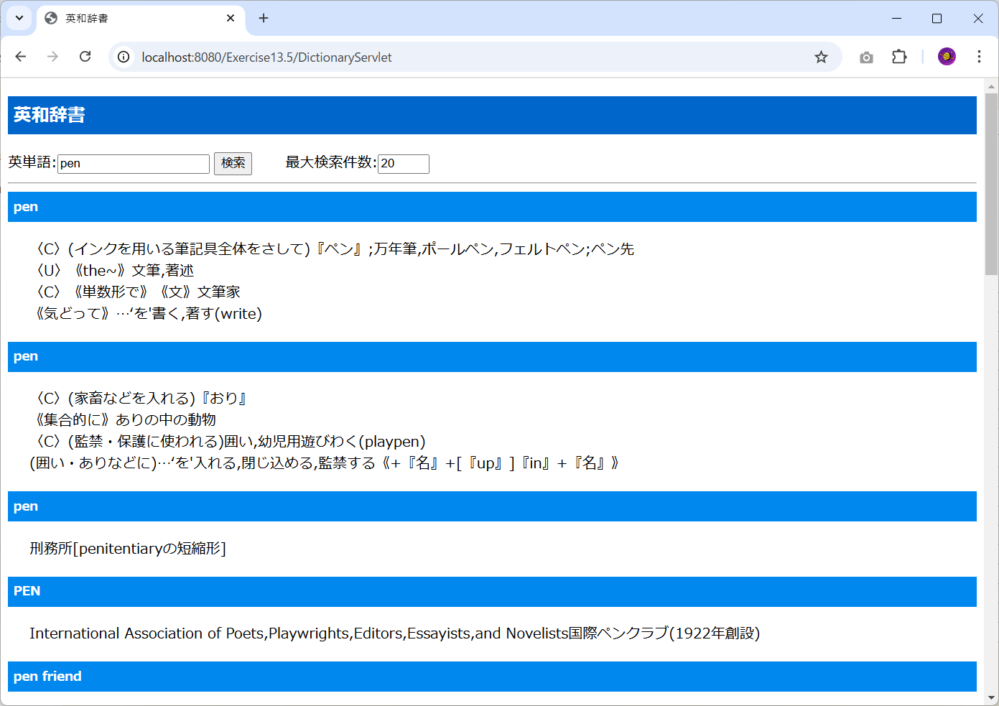 英和辞書
localhost:8080/Exercise13.5/DictionaryServlet
英和辞書
英単語:pen 検索 最大検索件数:20
pen
〈C〉(インクを用いる筆記具全体をさして)『ペン』;万年筆,ボールペン,フェルトペン;ペン先
〈U〉《the~》文筆,著述
〈C〉《単数形で》《文》文筆家
《気どって》…‘を'書く,著す(write)
pen
〈C〉(家畜などを入れる)『おり』
《集合的に》ありの中の動物
〈C〉(監禁・保護に使われる)囲い,幼児用遊びわく(playpen)
(囲い・ありなどに)…‘を'入れる,閉じ込める,監禁する《+『名』+[『up』]『in』+『名』》
pen
刑務所[penitentiaryの短縮形]
PEN
International Association of Poets,Playwrights,Editors,Essayists,and Novelists国際ペンクラブ(1922年創設)
pen friend